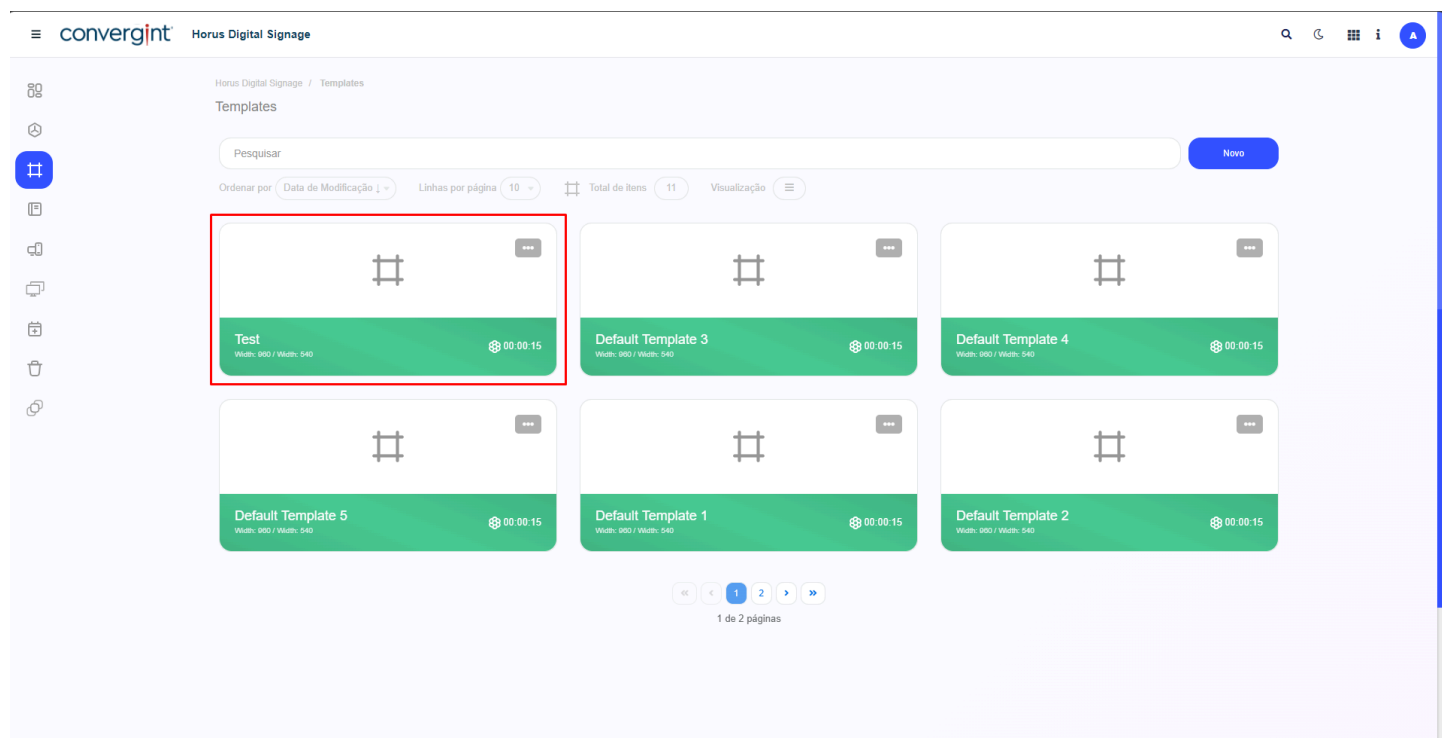 convergint Horus Digital Signage
A
Horus Digital Signage / Templates
Templates
Pesquisar
Novo
Ordenar por Data de Modificação ↓ Linhas por página 10 Total de itens 11 Visualização
Test
Width: 960 / Width: 540
00:00:15
Default Template 3
Width: 960 / Width: 540
00:00:15
Default Template 4
Width: 960 / Width: 540
00:00:15
Default Template 5
Width: 960 / Width: 540
00:00:15
Default Template 1
Width: 960 / Width: 540
00:00:15
Default Template 2
Width: 960 / Width: 540
00:00:15
« ‹ 1 2 › »
1 de 2 páginas